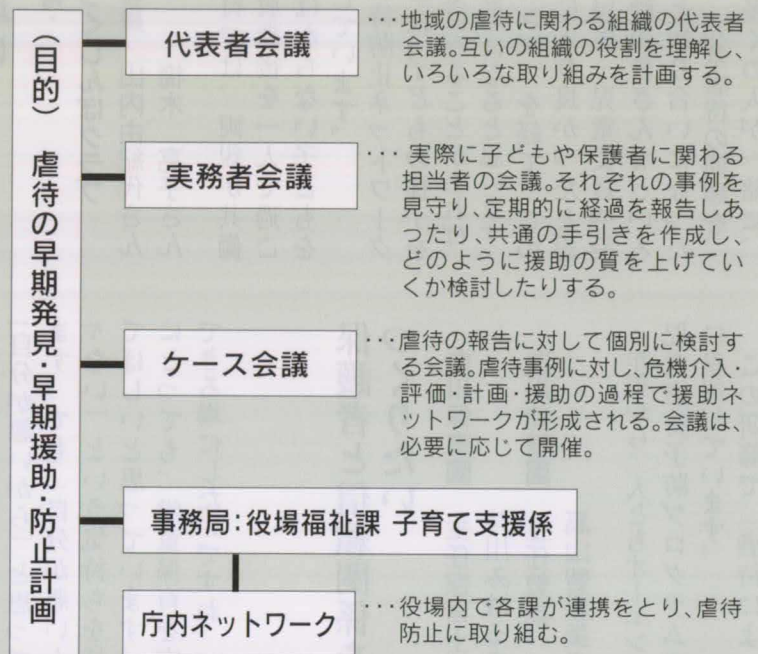 （目的） 虐待の早期発見・早期援助・防止計画
代表者会議
･･･地域の虐待に関わる組織の代表者
会議。互いの組織の役割を理解し、
いろいろな取り組みを計画する。
実務者会議
･･･ 実際に子どもや保護者に関わる
担当者の会議。それぞれの事例を
見守り、定期的に経過を報告しあ
ったり、共通の手引きを作成し、
どのように援助の質を上げてい
くか検討したりする。
ケース会議
･･･虐待の報告に対して個別に検討す
る会議。虐待事例に対し、危機介入・
評価・計画・援助の過程で援助ネ
ットワークが形成される。会議は、
必要に応じて開催。
事務局：役場福祉課 子育て支援係
庁内ネットワーク
･･･役場内で各課が連携をとり、虐待
防止に取り組む。